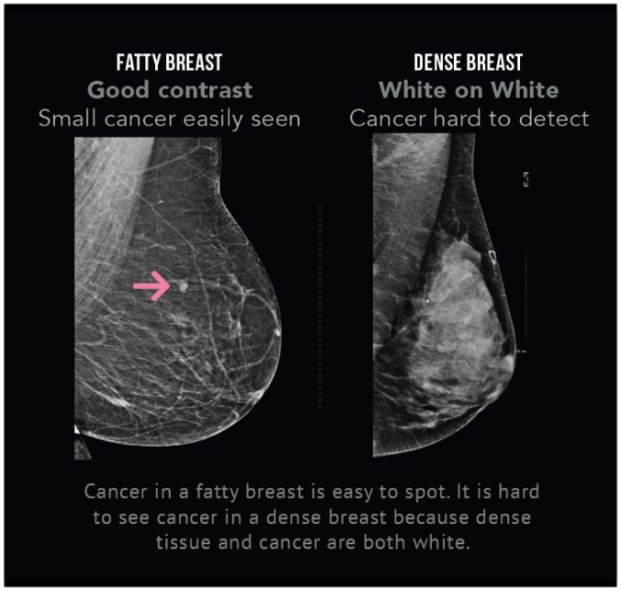 FATTY BREAST
Good contrast
Small cancer easily seen
DENSE BREAST
White on White
Cancer hard to detect
Cancer in a fatty breast is easy to spot. It is hard
to see cancer in a dense breast because dense
tissue and cancer are both white.